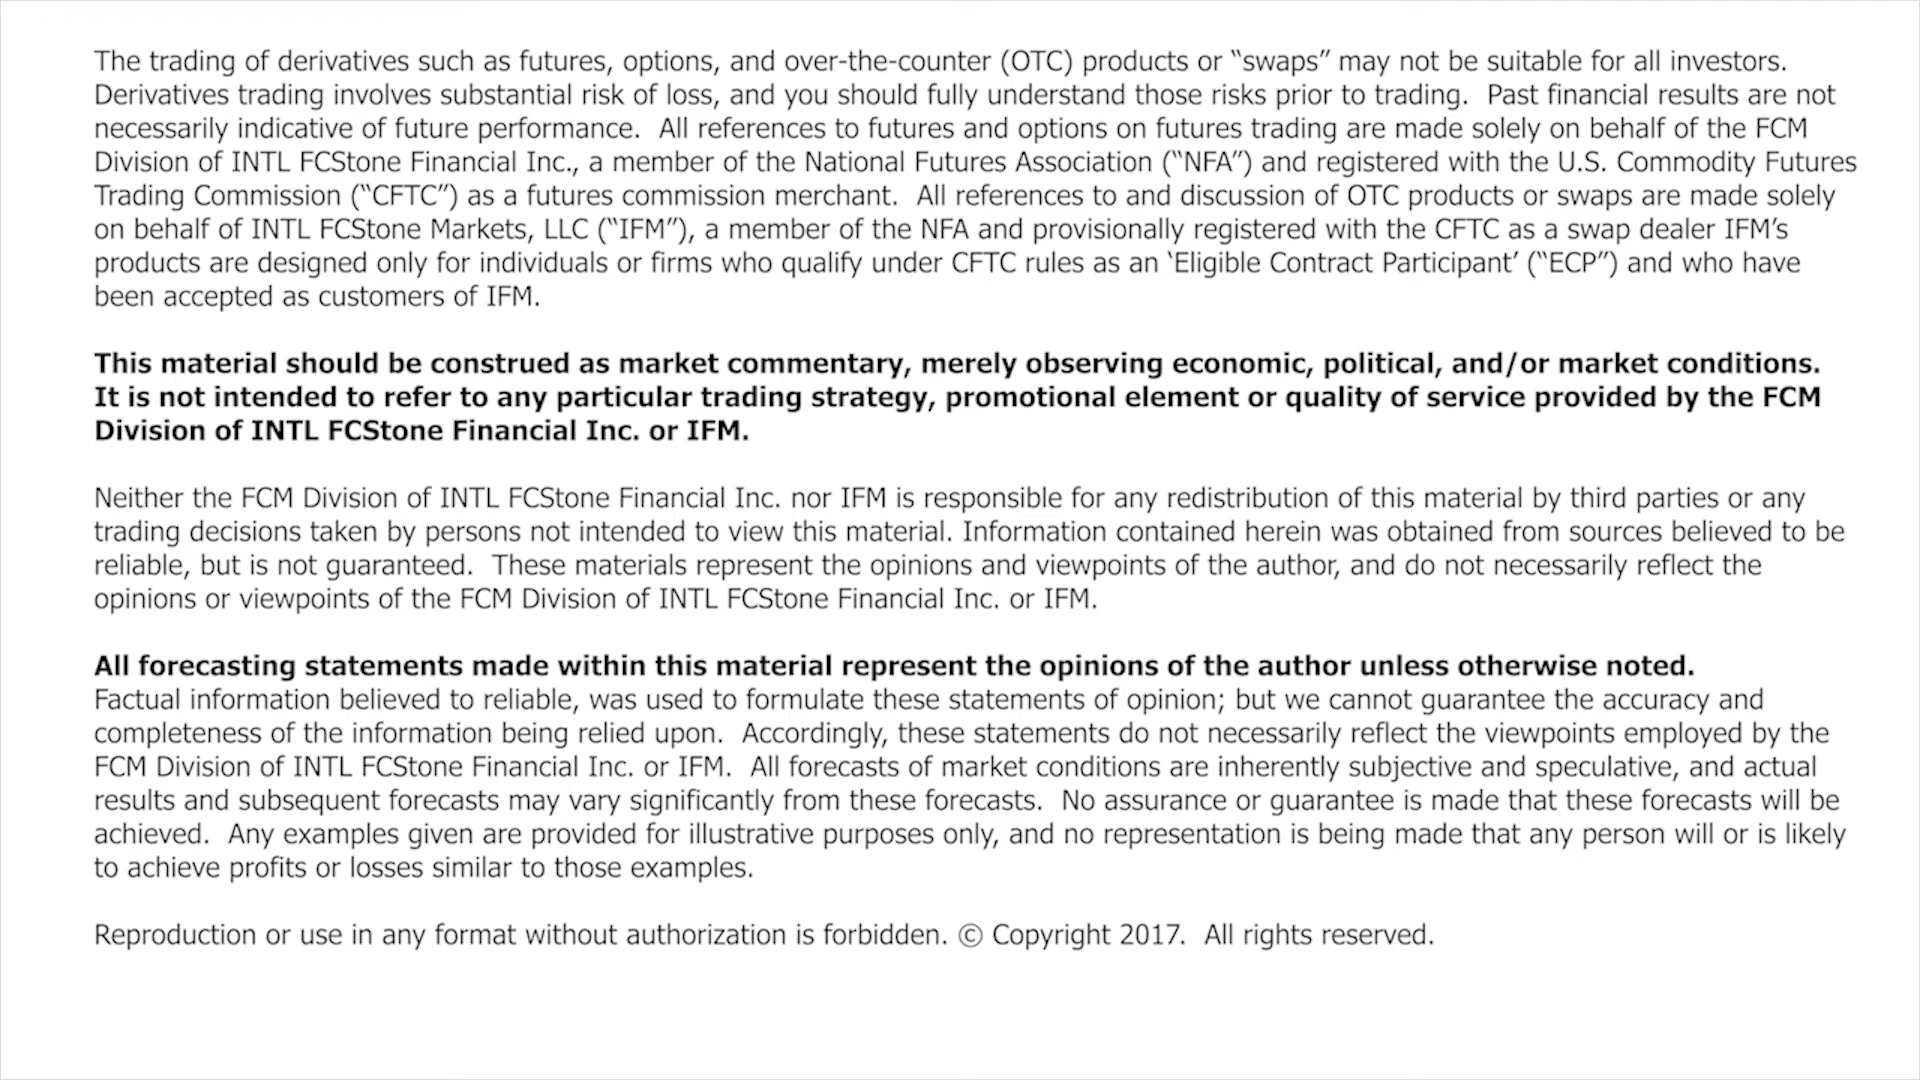 The trading of derivatives such as futures, options, and over-the-counter (OTC) products or “swaps” may not be suitable for all investors.
Derivatives trading involves substantial risk of loss, and you should fully understand those risks prior to trading.  Past financial results are not
necessarily indicative of future performance.  All references to futures and options on futures trading are made solely on behalf of the FCM
Division of INTL FCStone Financial Inc., a member of the National Futures Association (“NFA”) and registered with the U.S. Commodity Futures
Trading Commission (“CFTC”) as a futures commission merchant.  All references to and discussion of OTC products or swaps are made solely
on behalf of INTL FCStone Markets, LLC (“IFM”), a member of the NFA and provisionally registered with the CFTC as a swap dealer IFM’s
products are designed only for individuals or firms who qualify under CFTC rules as an ‘Eligible Contract Participant’ (“ECP”) and who have
been accepted as customers of IFM.
This material should be construed as market commentary, merely observing economic, political, and/or market conditions.
It is not intended to refer to any particular trading strategy, promotional element or quality of service provided by the FCM
Division of INTL FCStone Financial Inc. or IFM.
Neither the FCM Division of INTL FCStone Financial Inc. nor IFM is responsible for any redistribution of this material by third parties or any
trading decisions taken by persons not intended to view this material. Information contained herein was obtained from sources believed to be
reliable, but is not guaranteed.  These materials represent the opinions and viewpoints of the author, and do not necessarily reflect the
opinions or viewpoints of the FCM Division of INTL FCStone Financial Inc. or IFM.
All forecasting statements made within this material represent the opinions of the author unless otherwise noted.
Factual information believed to reliable, was used to formulate these statements of opinion; but we cannot guarantee the accuracy and
completeness of the information being relied upon.  Accordingly, these statements do not necessarily reflect the viewpoints employed by the
FCM Division of INTL FCStone Financial Inc. or IFM.  All forecasts of market conditions are inherently subjective and speculative, and actual
results and subsequent forecasts may vary significantly from these forecasts.  No assurance or guarantee is made that these forecasts will be
achieved.  Any examples given are provided for illustrative purposes only, and no representation is being made that any person will or is likely
to achieve profits or losses similar to those examples.
Reproduction or use in any format without authorization is forbidden. © Copyright 2017.  All rights reserved.